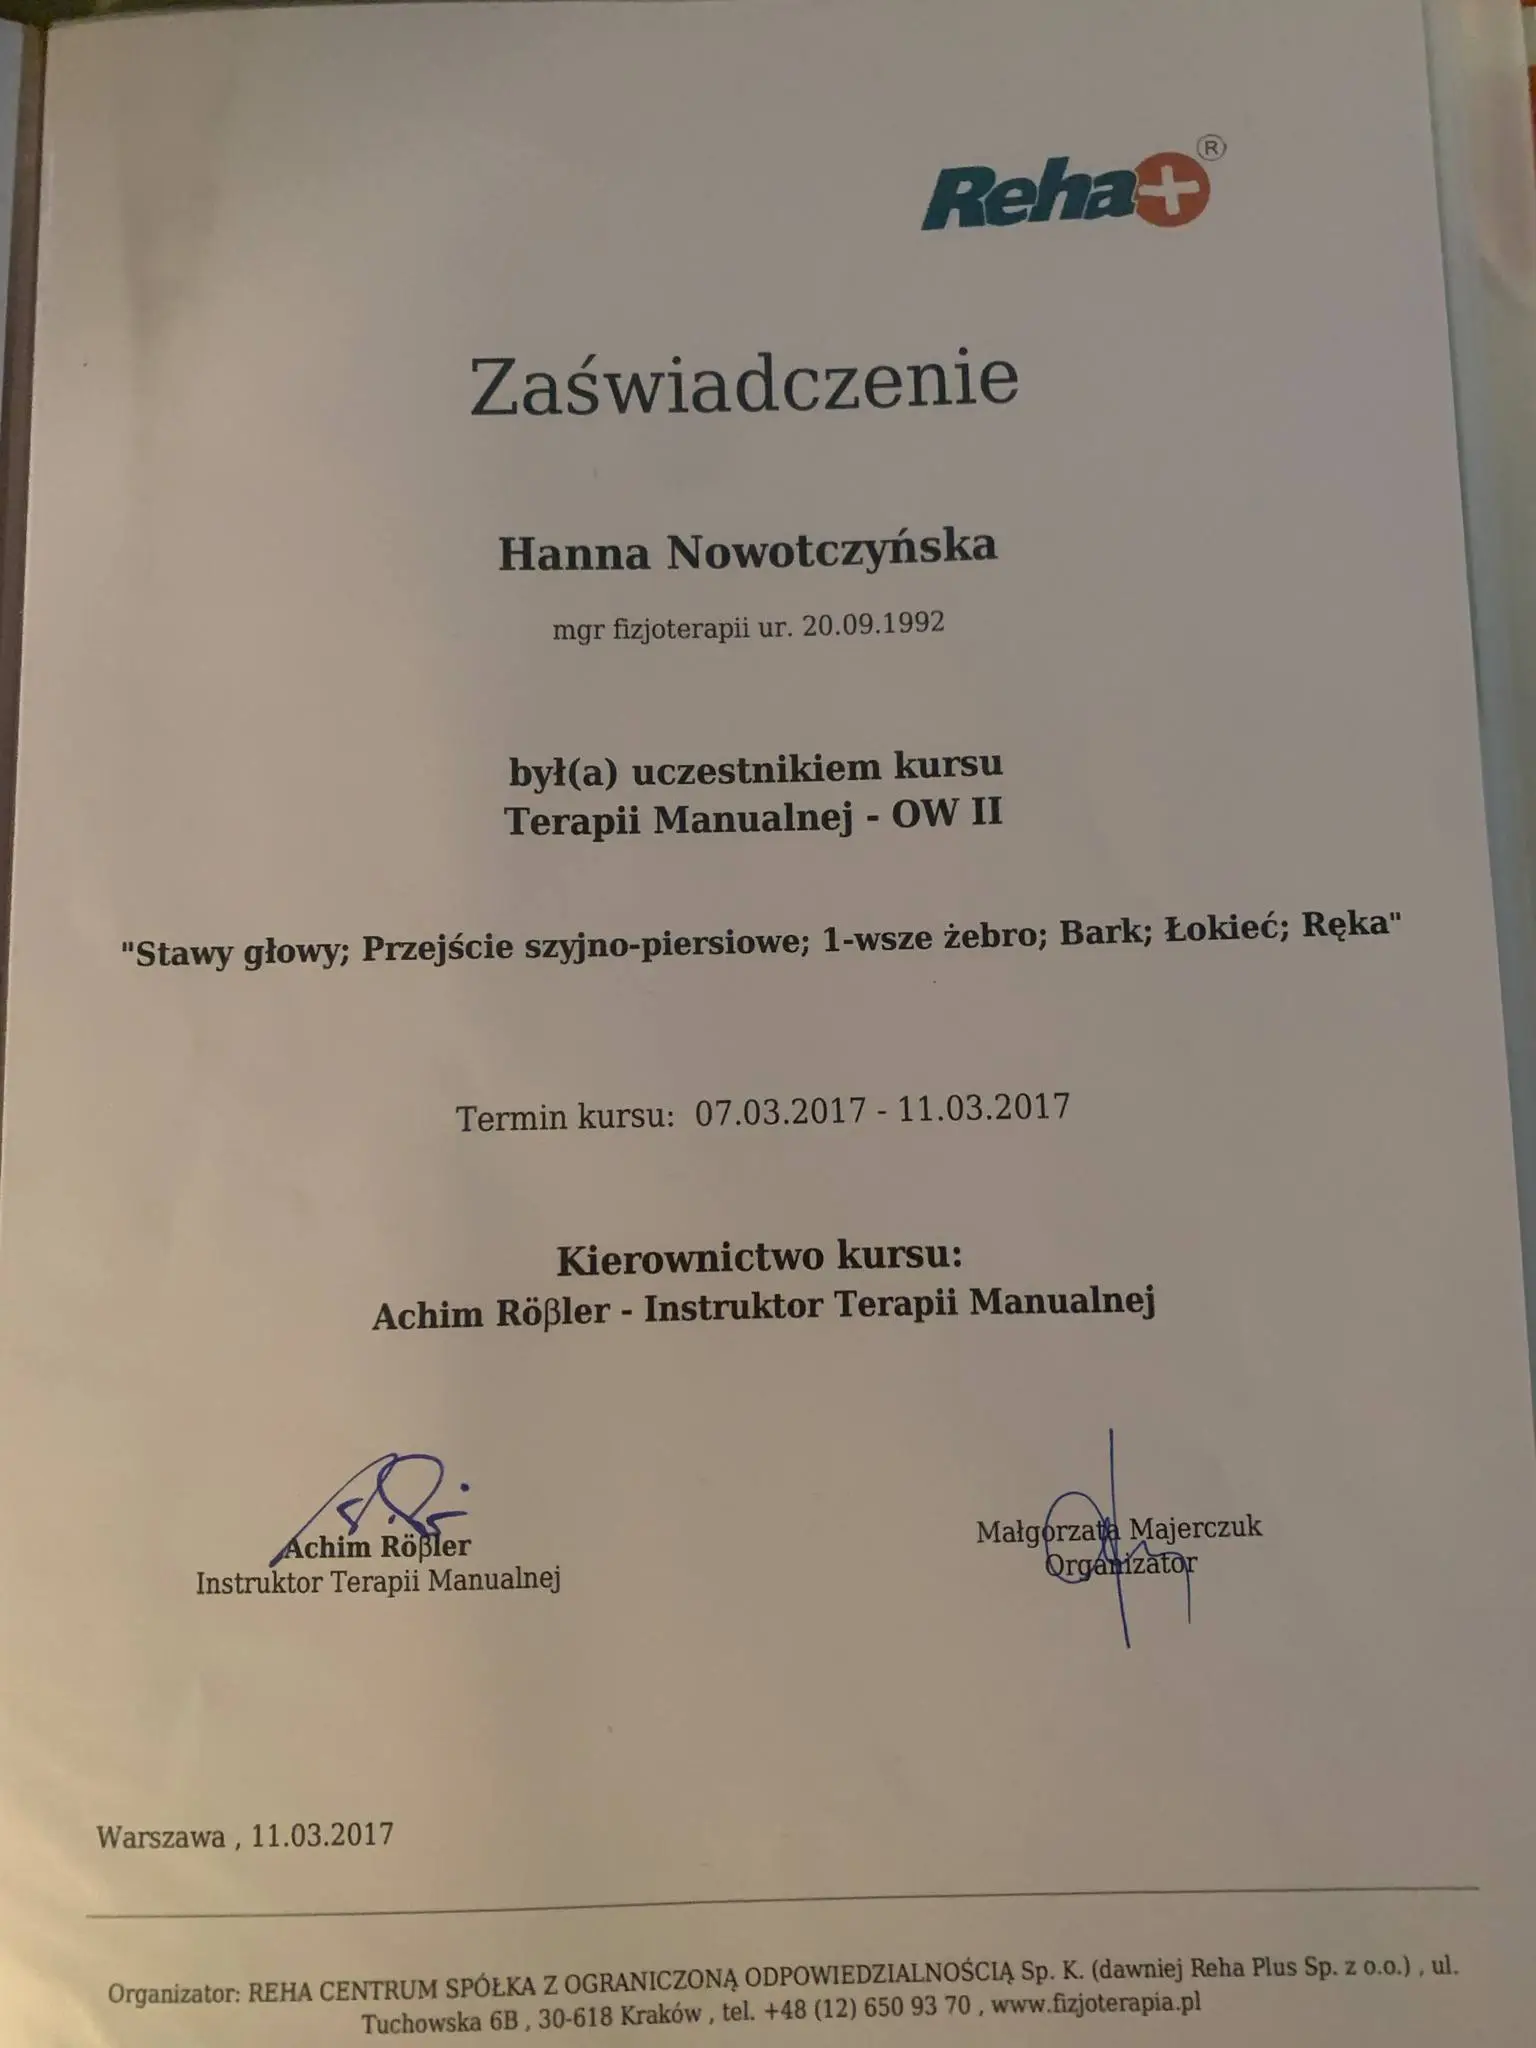 Reha+®
Zaświadczenie
Hanna Nowotczyńska
mgr fizjoterapii ur. 20.09.1992
był(a) uczestnikiem kursu
Terapii Manualnej - OW II
"Stawy głowy; Przejście szyjno-piersiowe; 1-wsze żebro; Bark; Łokieć; Ręka"
Termin kursu: 07.03.2017 - 11.03.2017
Kierownictwo kursu:
Achim Röβler - Instruktor Terapii Manualnej
Achim Röβler
Instruktor Terapii Manualnej
Małgorzata Majerczuk
Organizator
Warszawa , 11.03.2017
Organizator: REHA CENTRUM SPÓŁKA Z OGRANICZONĄ ODPOWIEDZIALNOŚCIĄ Sp. K. (dawniej Reha Plus Sp. z o.o.) , ul.
Tuchowska 6B , 30-618 Kraków , tel. +48 (12) 650 93 70 , www.fizjoterapia.pl